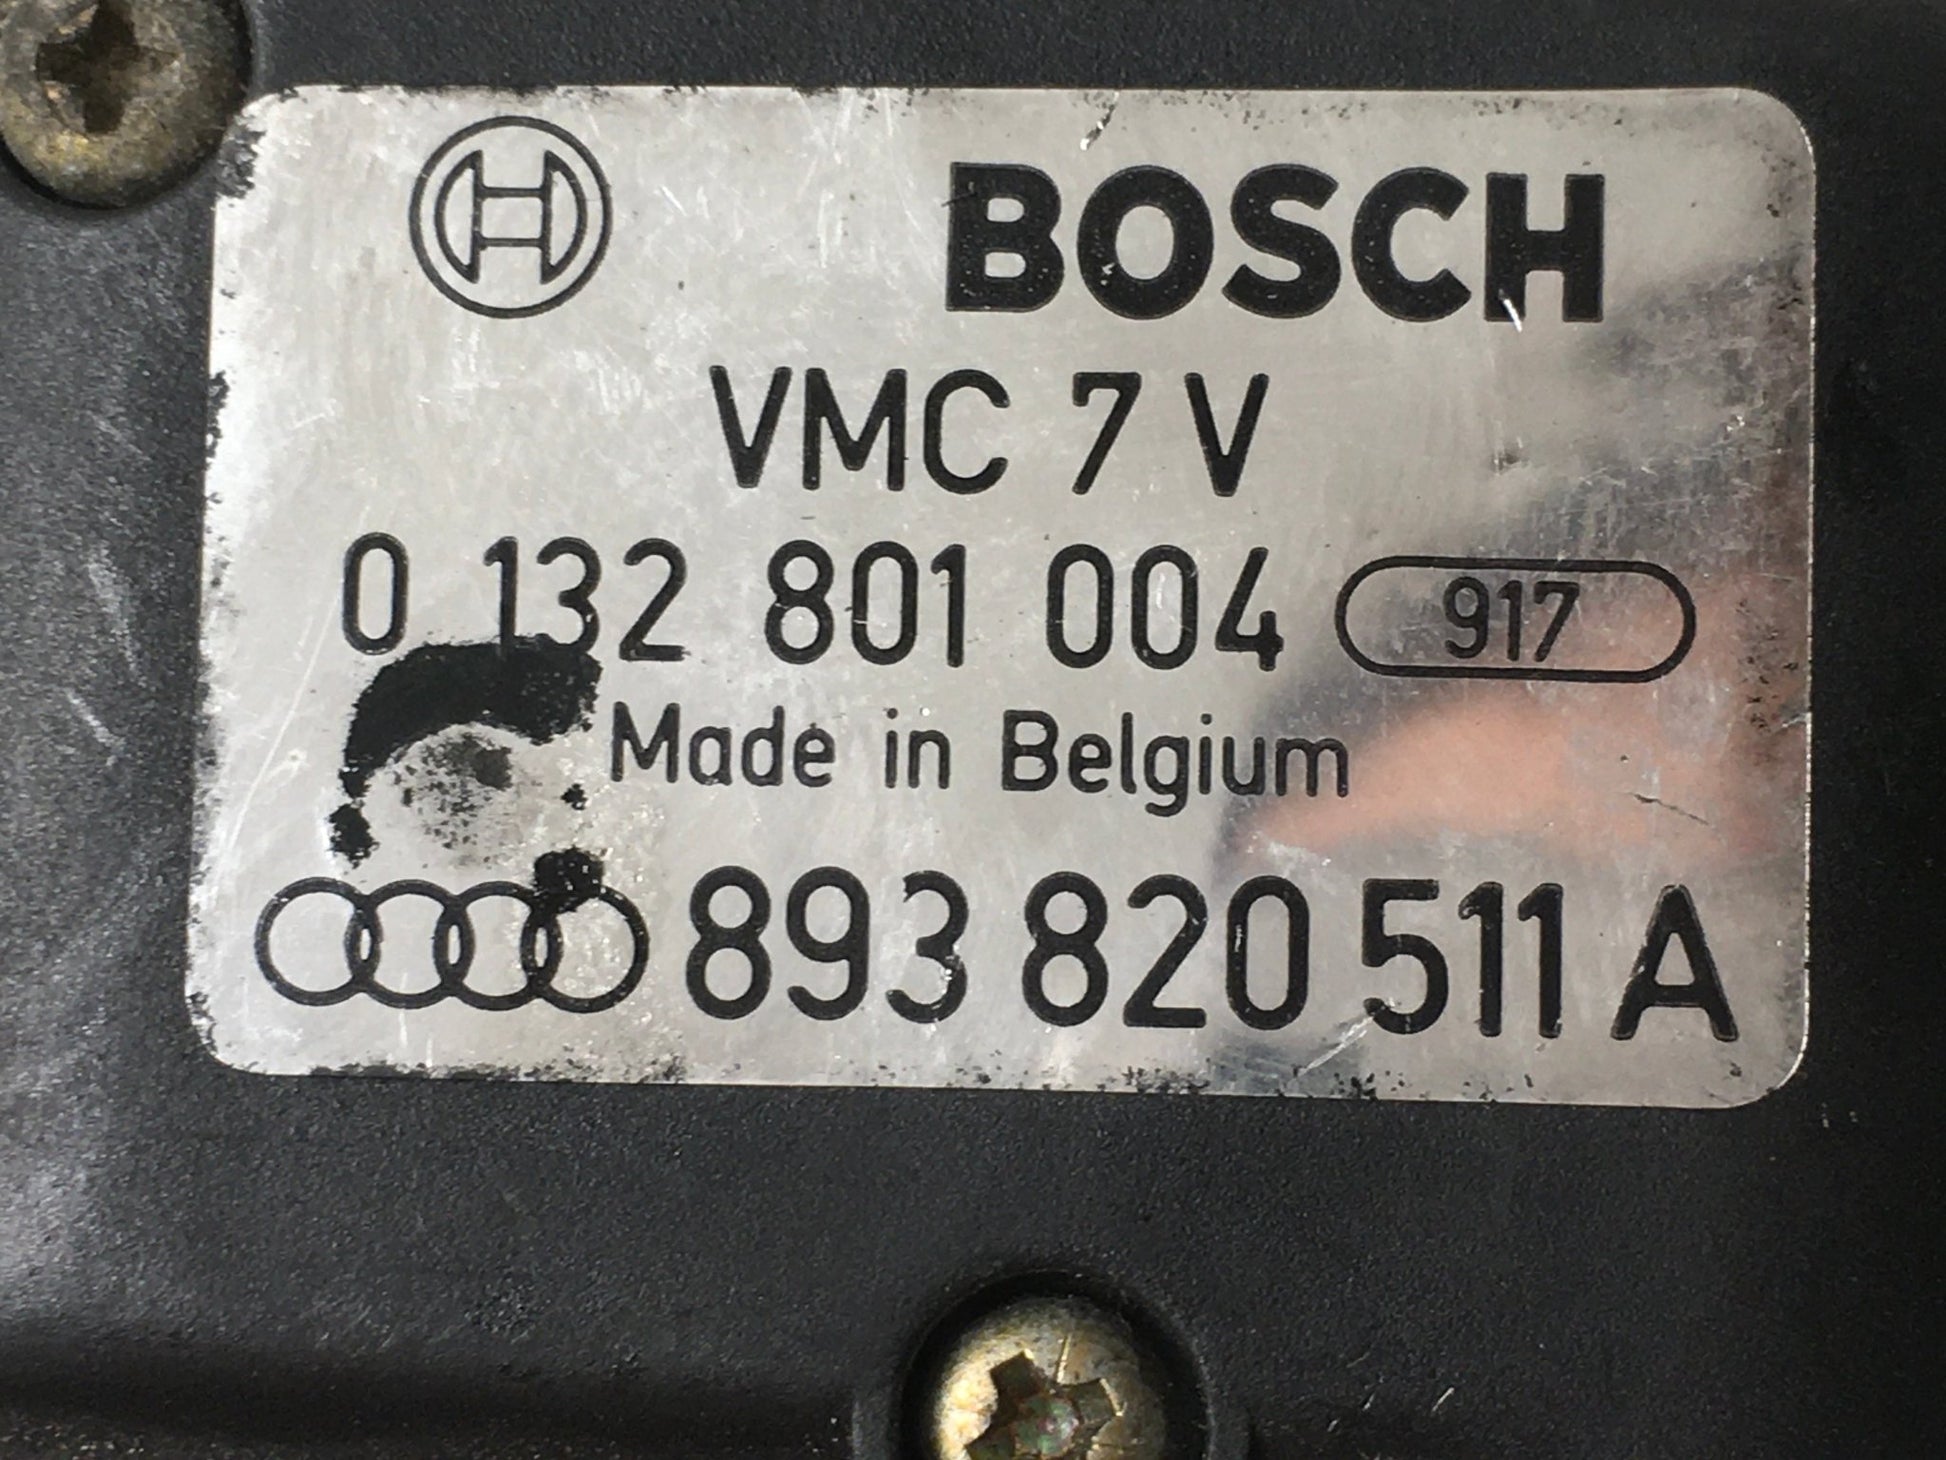 BOSCH
VMC 7 V
0 132 801 004 917
Made in Belgium
893 820 511 A